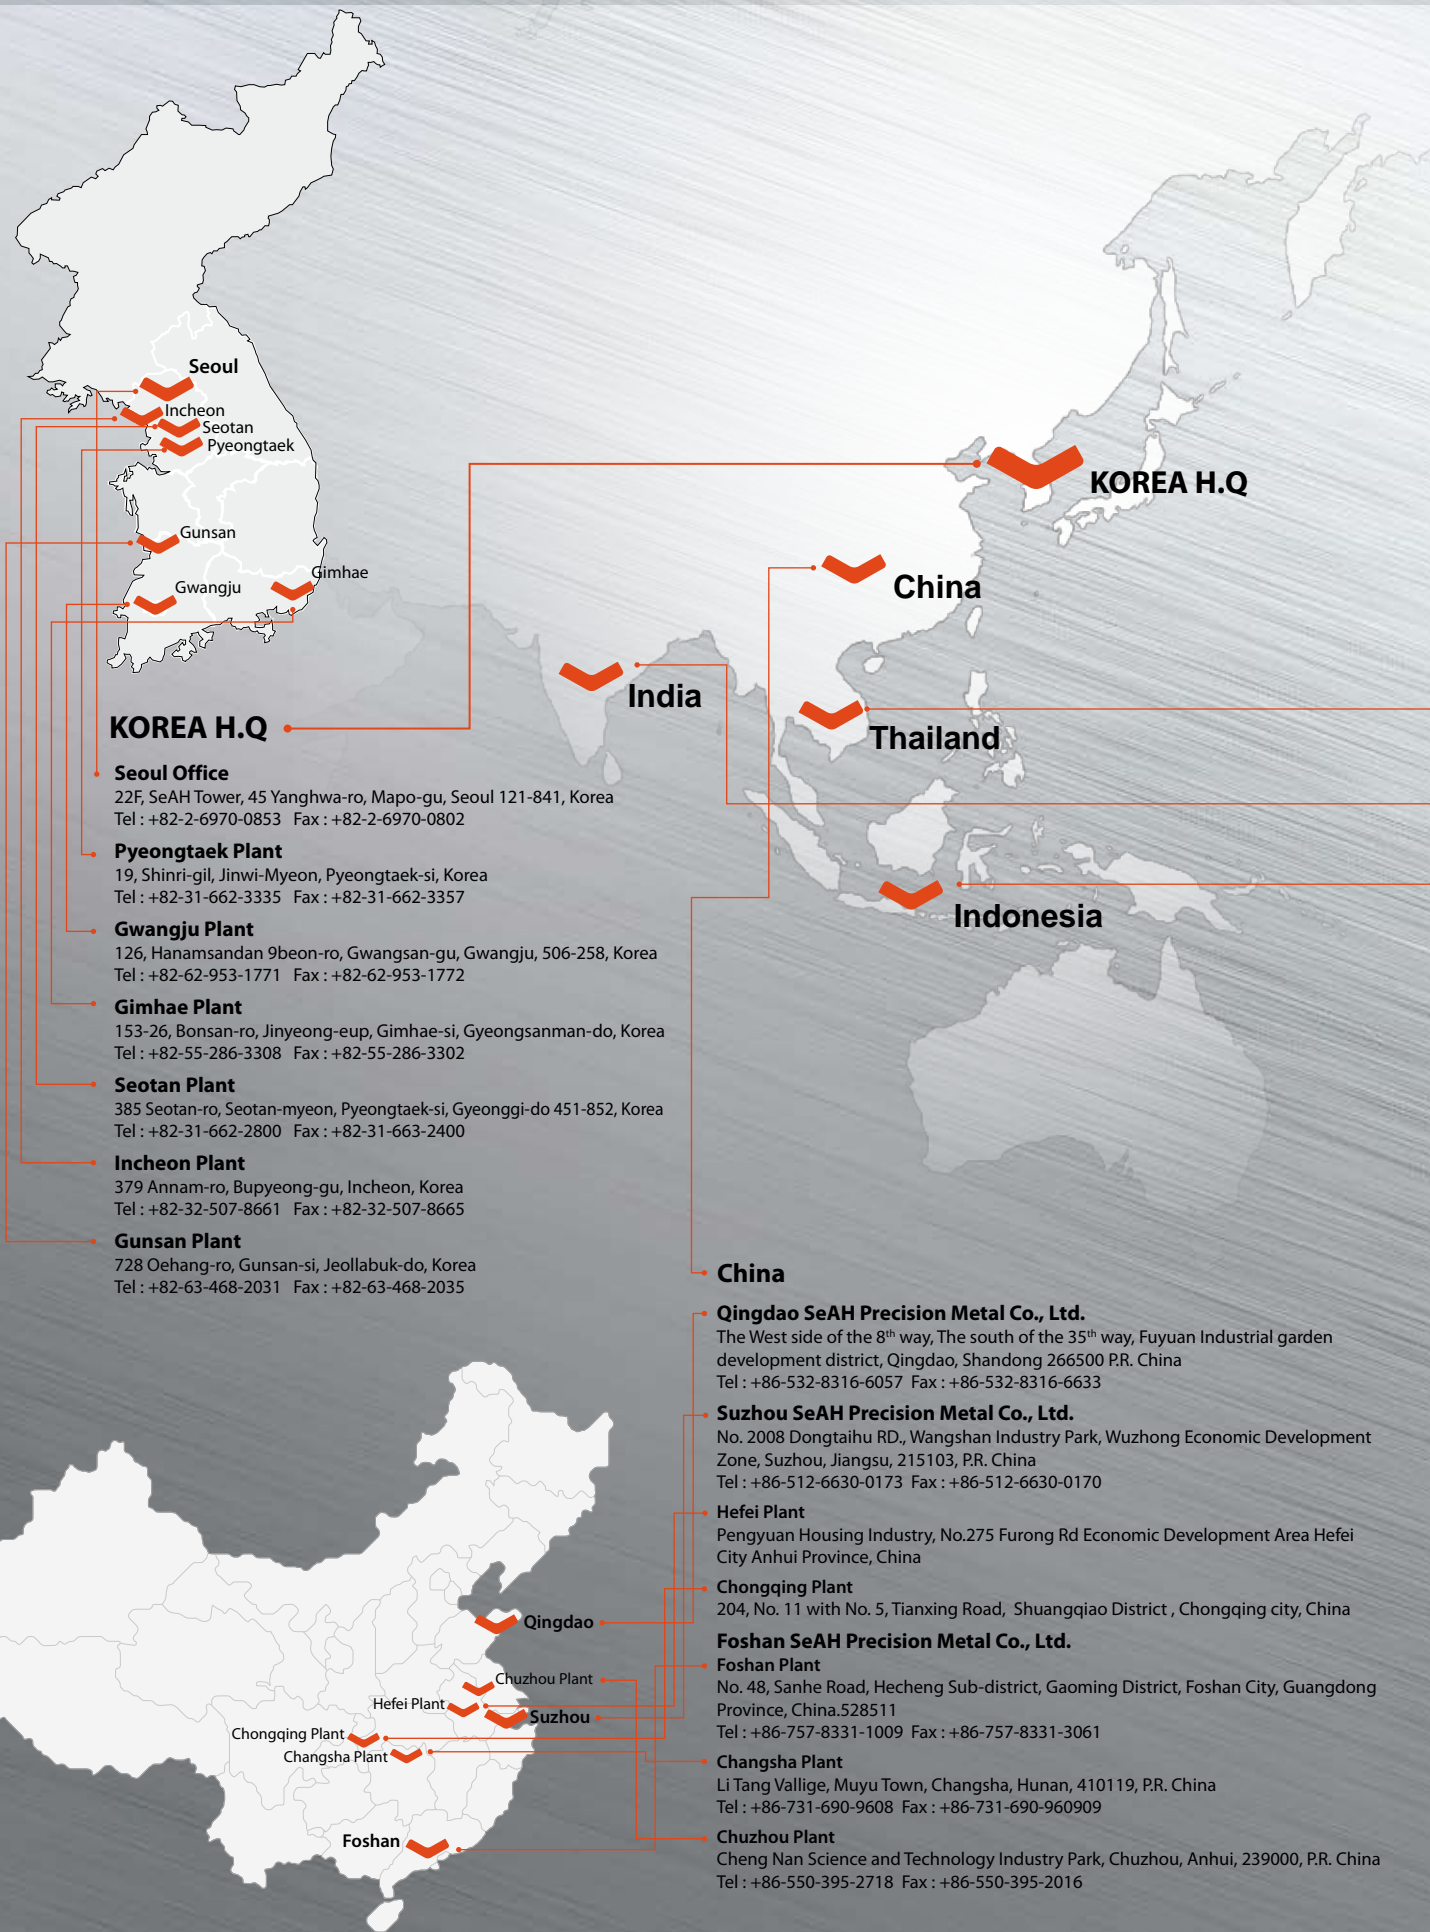 Seoul
Incheon
Seotan
Pyeongtaek
Gunsan
Gimhae
Gwangju
KOREA H.Q
China
India
Thailand
Indonesia
KOREA H.Q
Seoul Office
22F, SeAH Tower, 45 Yanghwa-ro, Mapo-gu, Seoul 121-841, Korea
Tel : +82-2-6970-0853 Fax : +82-2-6970-0802
Pyeongtaek Plant
19, Shinri-gil, Jinwi-Myeon, Pyeongtaek-si, Korea
Tel : +82-31-662-3335 Fax : +82-31-662-3357
Gwangju Plant
126, Hanamsandan 9beon-ro, Gwangsan-gu, Gwangju, 506-258, Korea
Tel : +82-62-953-1771 Fax : +82-62-953-1772
Gimhae Plant
153-26, Bonsan-ro, Jinyeong-eup, Gimhae-si, Gyeongsanman-do, Korea
Tel : +82-55-286-3308 Fax : +82-55-286-3302
Seotan Plant
385 Seotan-ro, Seotan-myeon, Pyeongtaek-si, Gyeonggi-do 451-852, Korea
Tel : +82-31-662-2800 Fax : +82-31-663-2400
Incheon Plant
379 Annam-ro, Bupyeong-gu, Incheon, Korea
Tel : +82-32-507-8661 Fax : +82-32-507-8665
Gunsan Plant
728 Oehang-ro, Gunsan-si, Jeollabuk-do, Korea
Tel : +82-63-468-2031 Fax : +82-63-468-2035
China
Qingdao SeAH Precision Metal Co., Ltd.
The West side of the 8th way, The south of the 35th way, Fuyuan Industrial garden
development district, Qingdao, Shandong 266500 P.R. China
Tel : +86-532-8316-6057 Fax : +86-532-8316-6633
Suzhou SeAH Precision Metal Co., Ltd.
No. 2008 Dongtaihu RD., Wangshan Industry Park, Wuzhong Economic Development
Zone, Suzhou, Jiangsu, 215103, P.R. China
Tel : +86-512-6630-0173 Fax : +86-512-6630-0170
Hefei Plant
Pengyuan Housing Industry, No.275 Furong Rd Economic Development Area Hefei
City Anhui Province, China
Chongqing Plant
204, No. 11 with No. 5, Tianxing Road, Shuangqiao District , Chongqing city, China
Foshan SeAH Precision Metal Co., Ltd.
Foshan Plant
No. 48, Sanhe Road, Hecheng Sub-district, Gaoming District, Foshan City, Guangdong
Province, China.528511
Tel : +86-757-8331-1009 Fax : +86-757-8331-3061
Changsha Plant
Li Tang Vallige, Muyu Town, Changsha, Hunan, 410119, P.R. China
Tel : +86-731-690-9608 Fax : +86-731-690-960909
Chuzhou Plant
Cheng Nan Science and Technology Industry Park, Chuzhou, Anhui, 239000, P.R. China
Tel : +86-550-395-2718 Fax : +86-550-395-2016
Qingdao
Chuzhou Plant
Hefei Plant
Suzhou
Chongqing Plant
Changsha Plant
Foshan